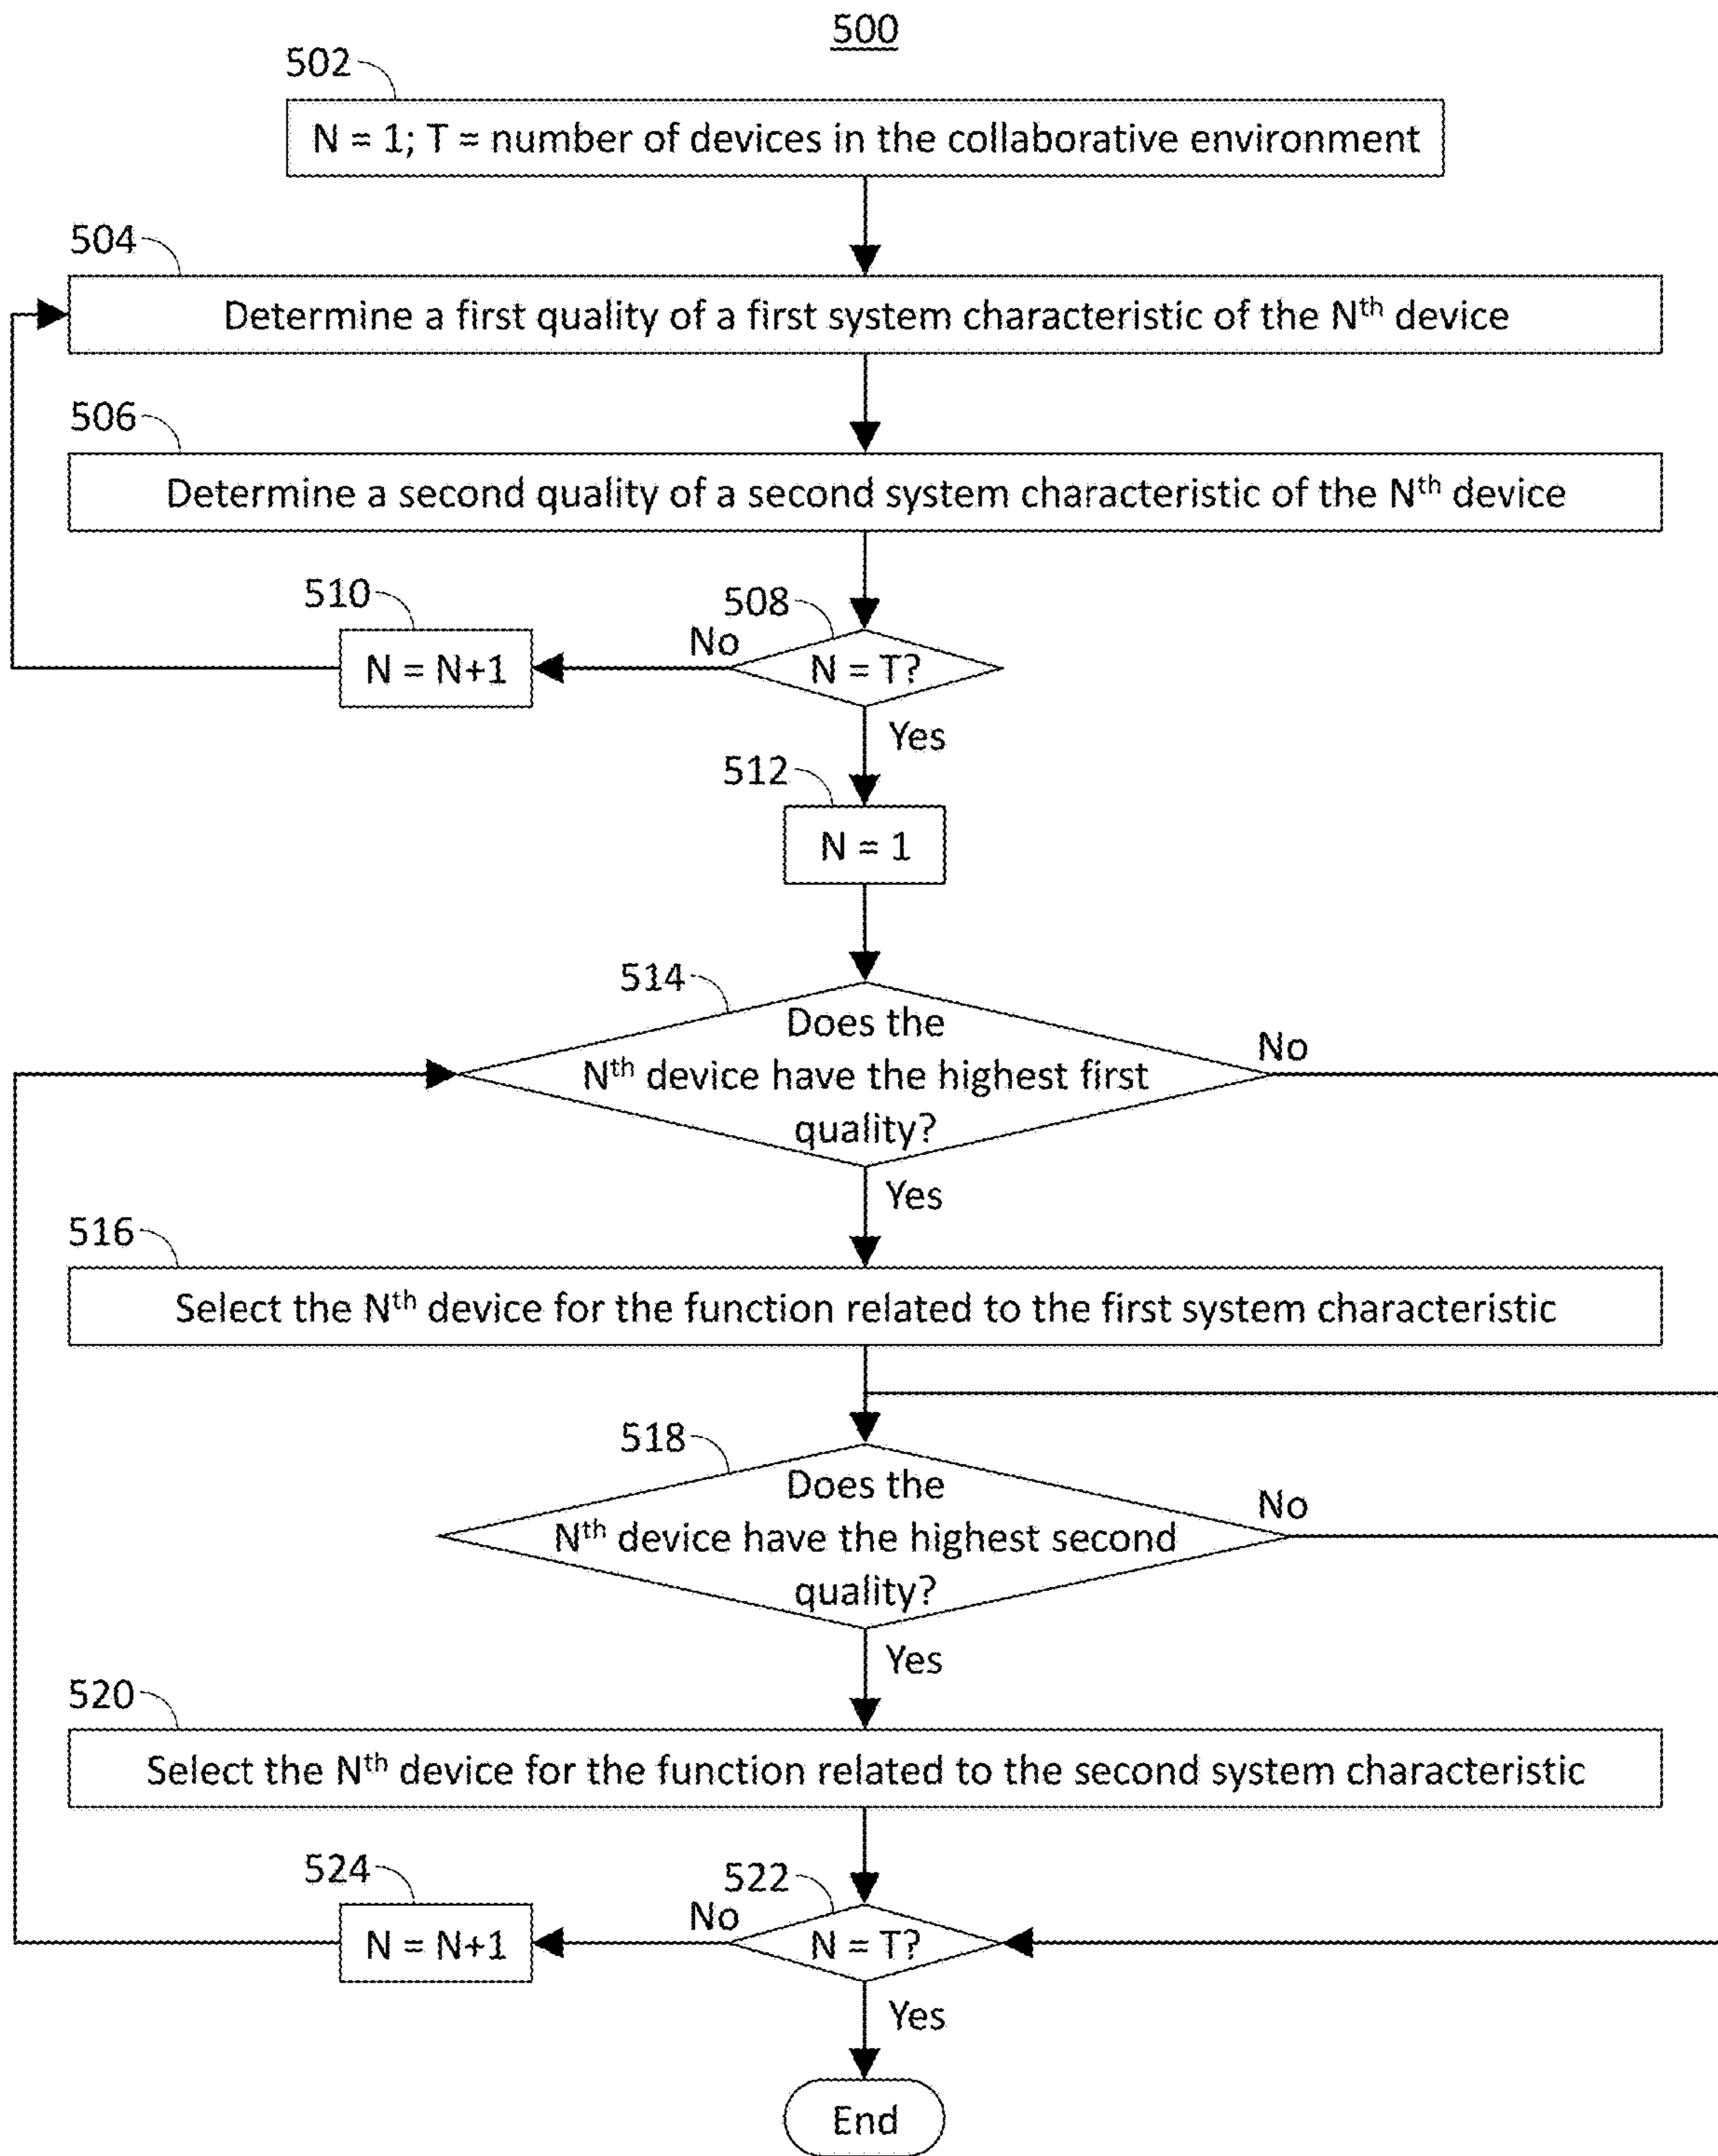 500
502
N = 1; T = number of devices in the collaborative environment
504
Determine a first quality of a first system characteristic of the Nth device
506
Determine a second quality of a second system characteristic of the Nth device
510
508
No
N = N+1
N = T?
Yes
512
N = 1
514
Does the
No
Nth device have the highest first
quality?
Yes
516
Select the Nth device for the function related to the first system characteristic
518
Does the
No
Nth device have the highest second
quality?
Yes
520
Select the Nth device for the function related to the second system characteristic
524
522
No
N = N+1
N = T?
Yes
End